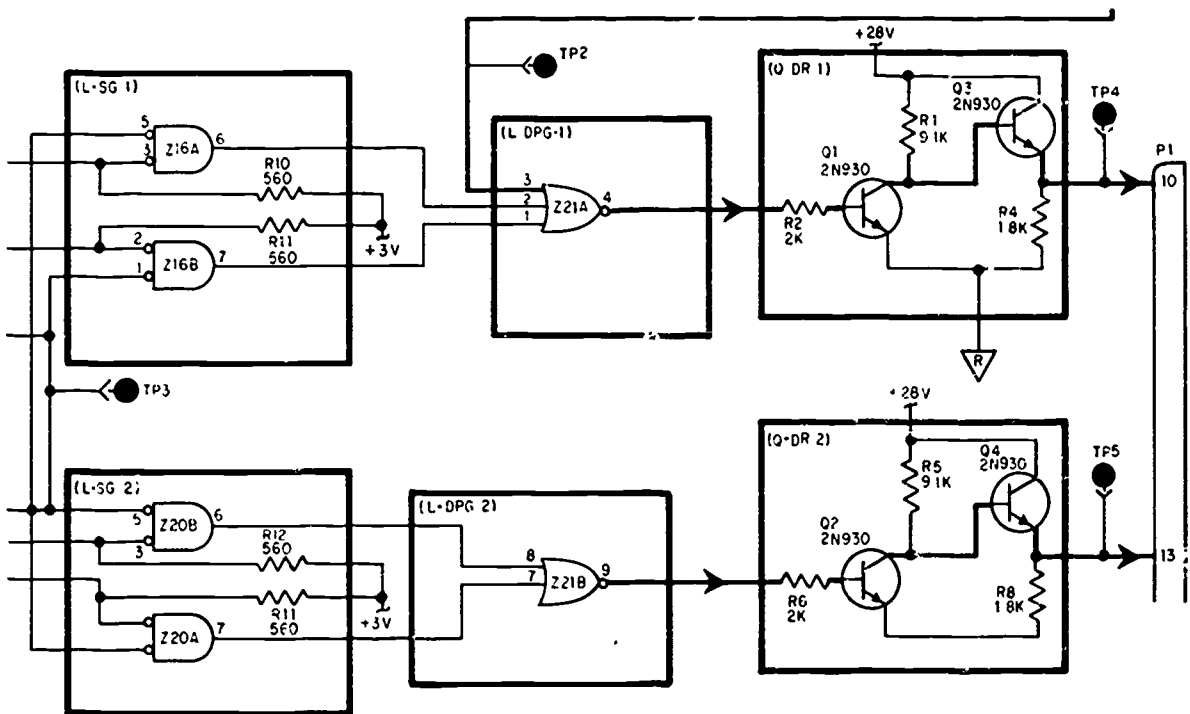 TP2
+28V
(L-SG 1)
5
3
Z16A
6
R10
560
R11
560
+3V
2
1
Z16B
7
(L DPG-1)
3
2
1
Z21A
4
(Q DR 1)
R1
9.1K
Q3
2N930
Q1
2N930
R2
2K
R4
1.8K
R
TP4
P1
10
TP3
(L-SG 2)
5
3
Z20B
6
R12
560
R11
560
+3V
Z20A
7
(L-DPG 2)
8
7
Z21B
9
+28V
(Q-DR 2)
R5
9.1K
Q4
2N930
Q2
2N930
R6
2K
R8
1.8K
TP5
13